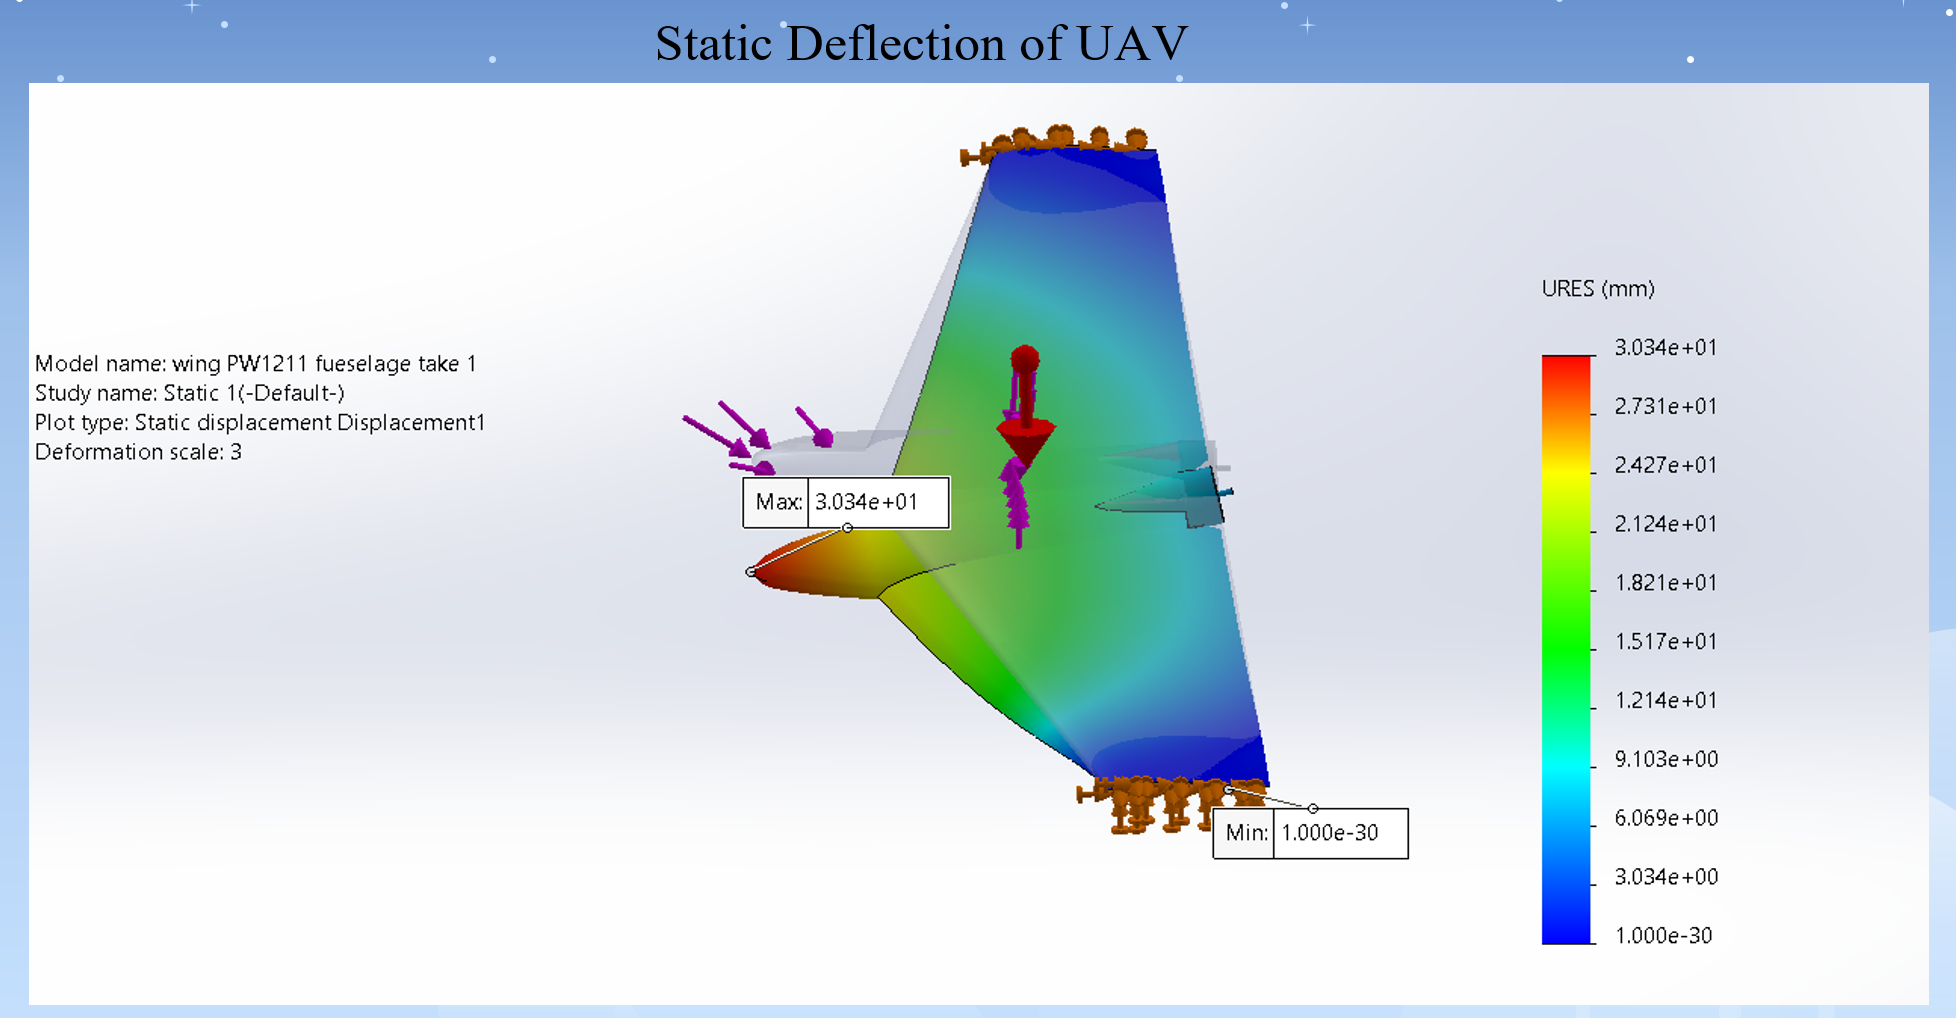 Static Deflection of UAV
Model name: wing PW1211 fueselage take 1
Study name: Static 1(-Default-)
Plot type: Static displacement Displacement1
Deformation scale: 3
Max: 3.034e+01
Min: 1.000e-30
URES (mm)
3.034e+01
2.731e+01
2.427e+01
2.124e+01
1.821e+01
1.517e+01
1.214e+01
9.103e+00
6.069e+00
3.034e+00
1.000e-30